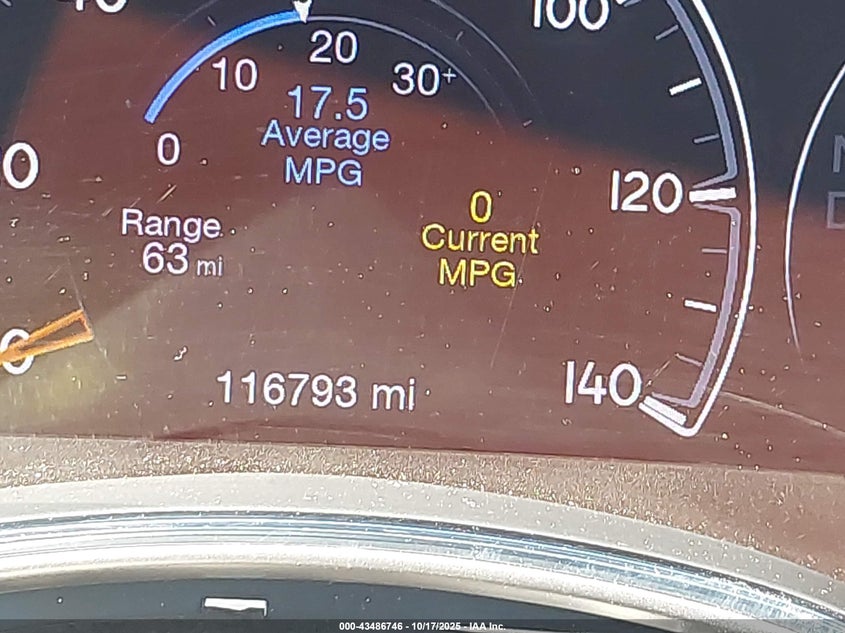 100
20
10
30+
17.5
Average
MPG
0
120
0
Current
MPG
Range
63 mi
116793 mi
140
000-43486746 - 10/17/2025 - IAA Inc.